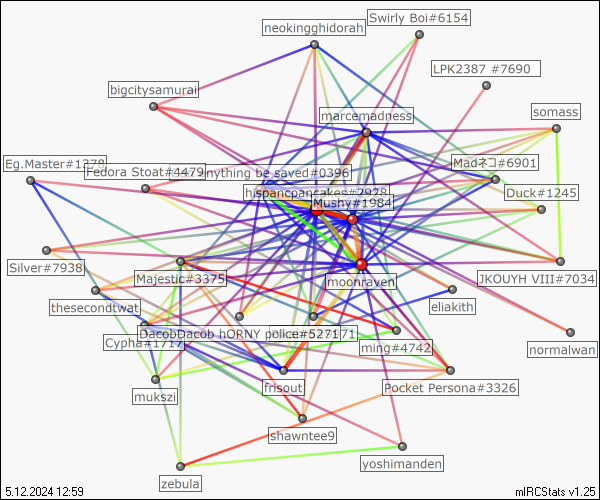 Swirly Boi#6154
neokingghidorah
LPK2387 #7690
bigcitysamurai
marcemadness
somass
Eg.Master#1278
Fedora Stoat#4479
nything be saved#0396
Madネコ#6901
hispanicpancakes#2928
Duck#1245
Mushy#1984
Silver#7938
Majestic#3375
moonraven
JKOUYH VIII#7034
thesecondtwat
eliakith
DacobDacob hORNY police#5271
Cypha#1717
ming#4742
normalwan
mukszi
frisout
Pocket Persona#3326
shawntee9
yoshimanden
zebula
5.12.2024 12:59
mIRCStats v1.25